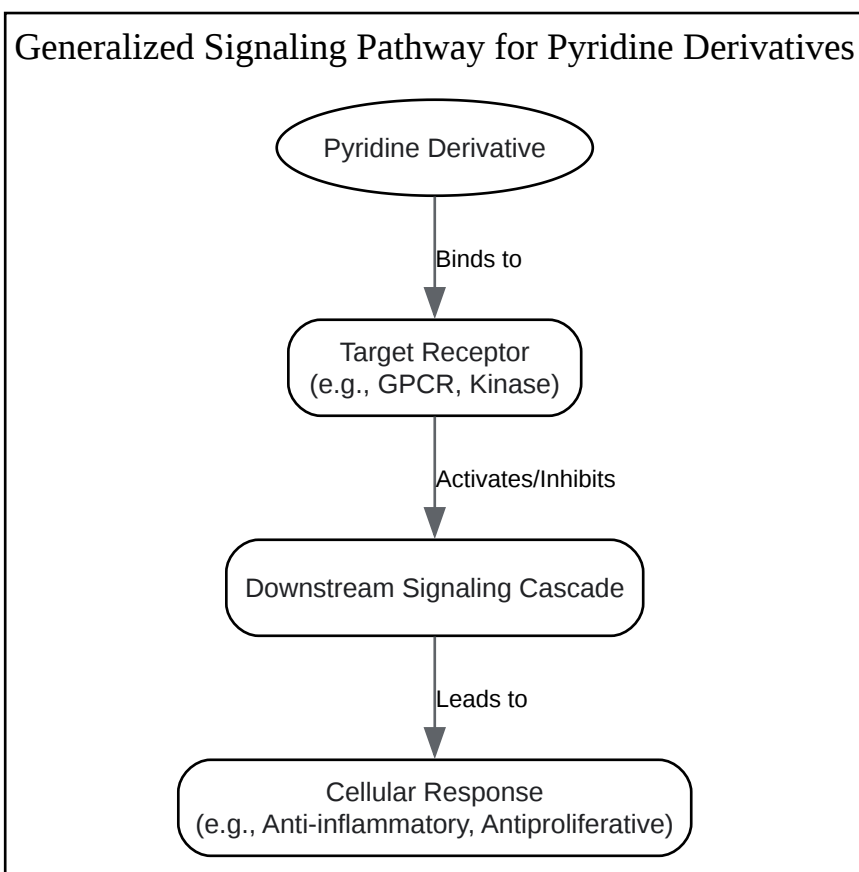 Generalized Signaling Pathway for Pyridine Derivatives
Pyridine Derivative
Binds to
Target Receptor
(e.g., GPCR, Kinase)
Activates/Inhibits
Downstream Signaling Cascade
Leads to
Cellular Response
(e.g., Anti-inflammatory, Antiproliferative)